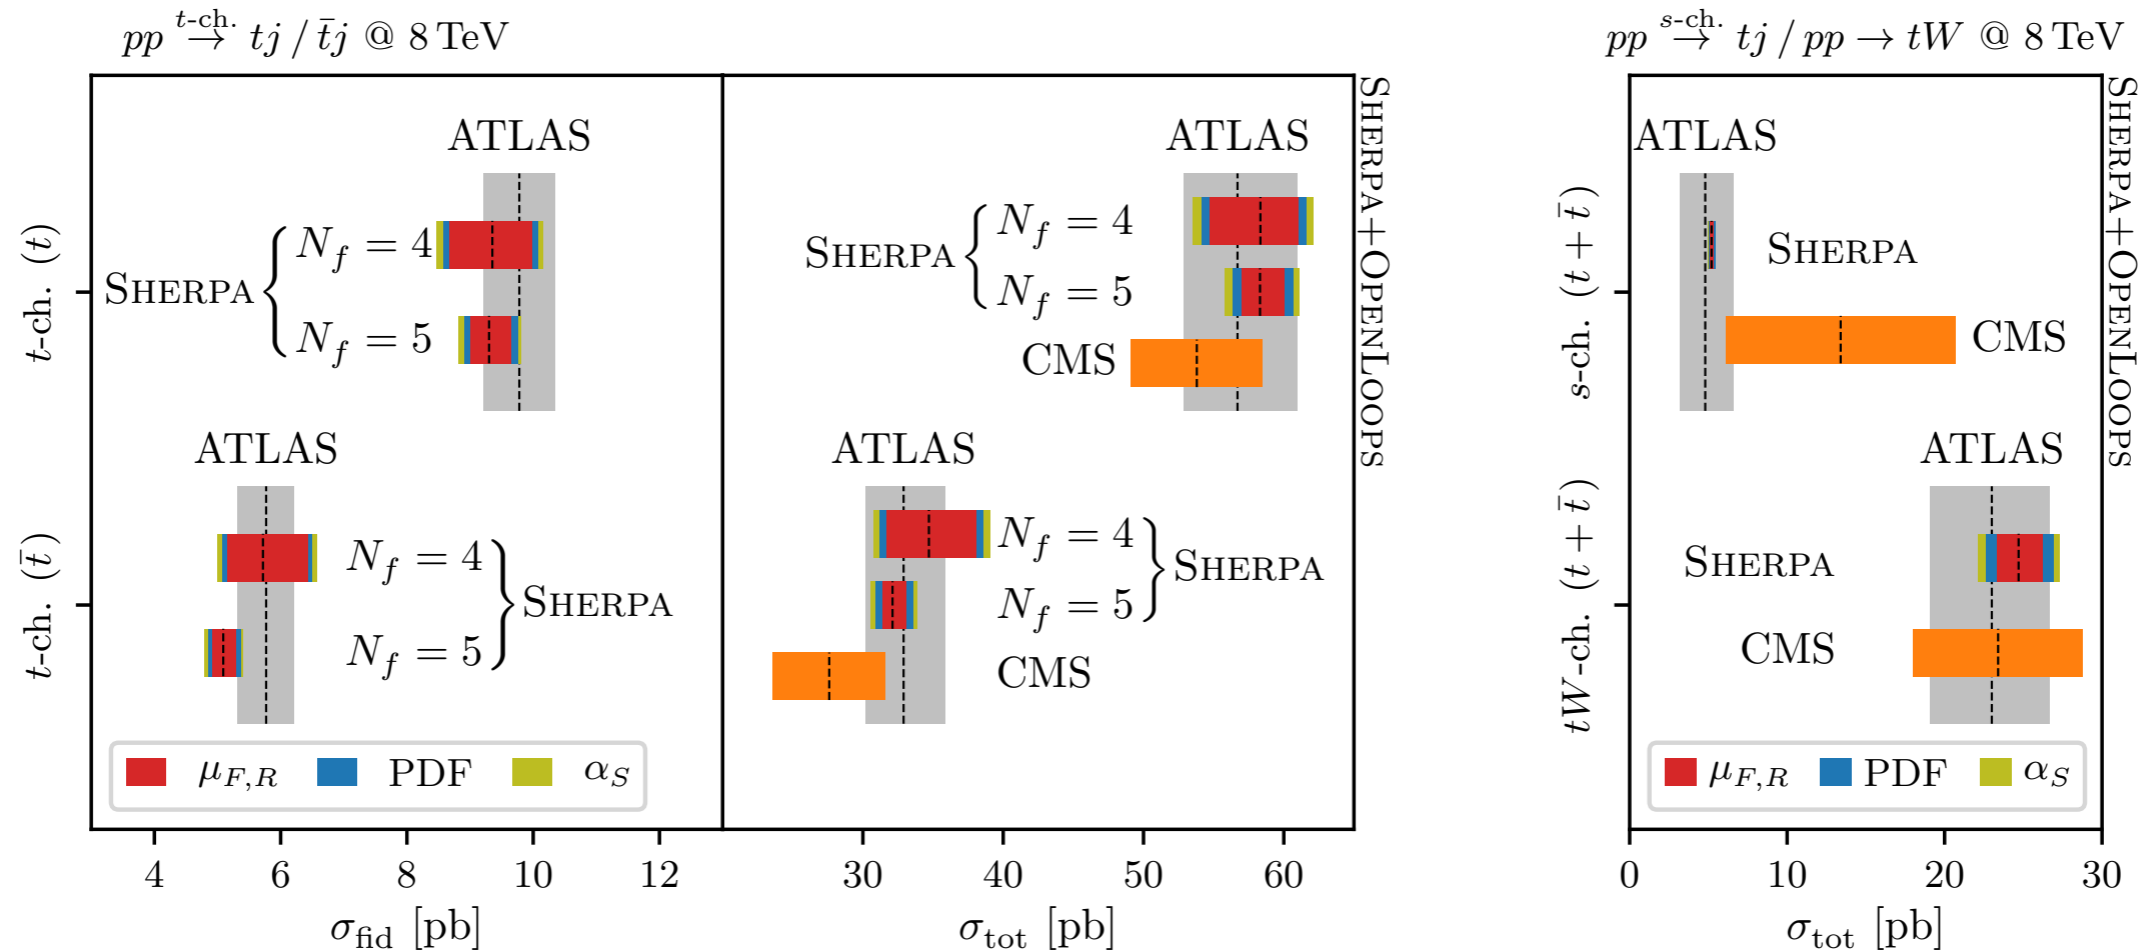 pp t-ch. → tj / t̄j @ 8 TeV
ATLAS
SHERPA { N_f = 4
N_f = 5
t-ch. (t)
ATLAS
N_f = 4 } SHERPA
N_f = 5
t-ch. (t̄)
μ_F,R PDF α_S
4 6 8 10 12
σ_fid [pb]
ATLAS
SHERPA { N_f = 4
N_f = 5
CMS
ATLAS
N_f = 4 } SHERPA
N_f = 5
CMS
30 40 50 60
σ_tot [pb]
SHERPA+OPENLOOPS
pp s-ch. → tj / pp → tW @ 8 TeV
ATLAS
SHERPA
CMS
s-ch. (t + t̄)
ATLAS
SHERPA
CMS
tW-ch. (t + t̄)
μ_F,R PDF α_S
0 10 20 30
σ_tot [pb]
SHERPA+OPENLOOPS